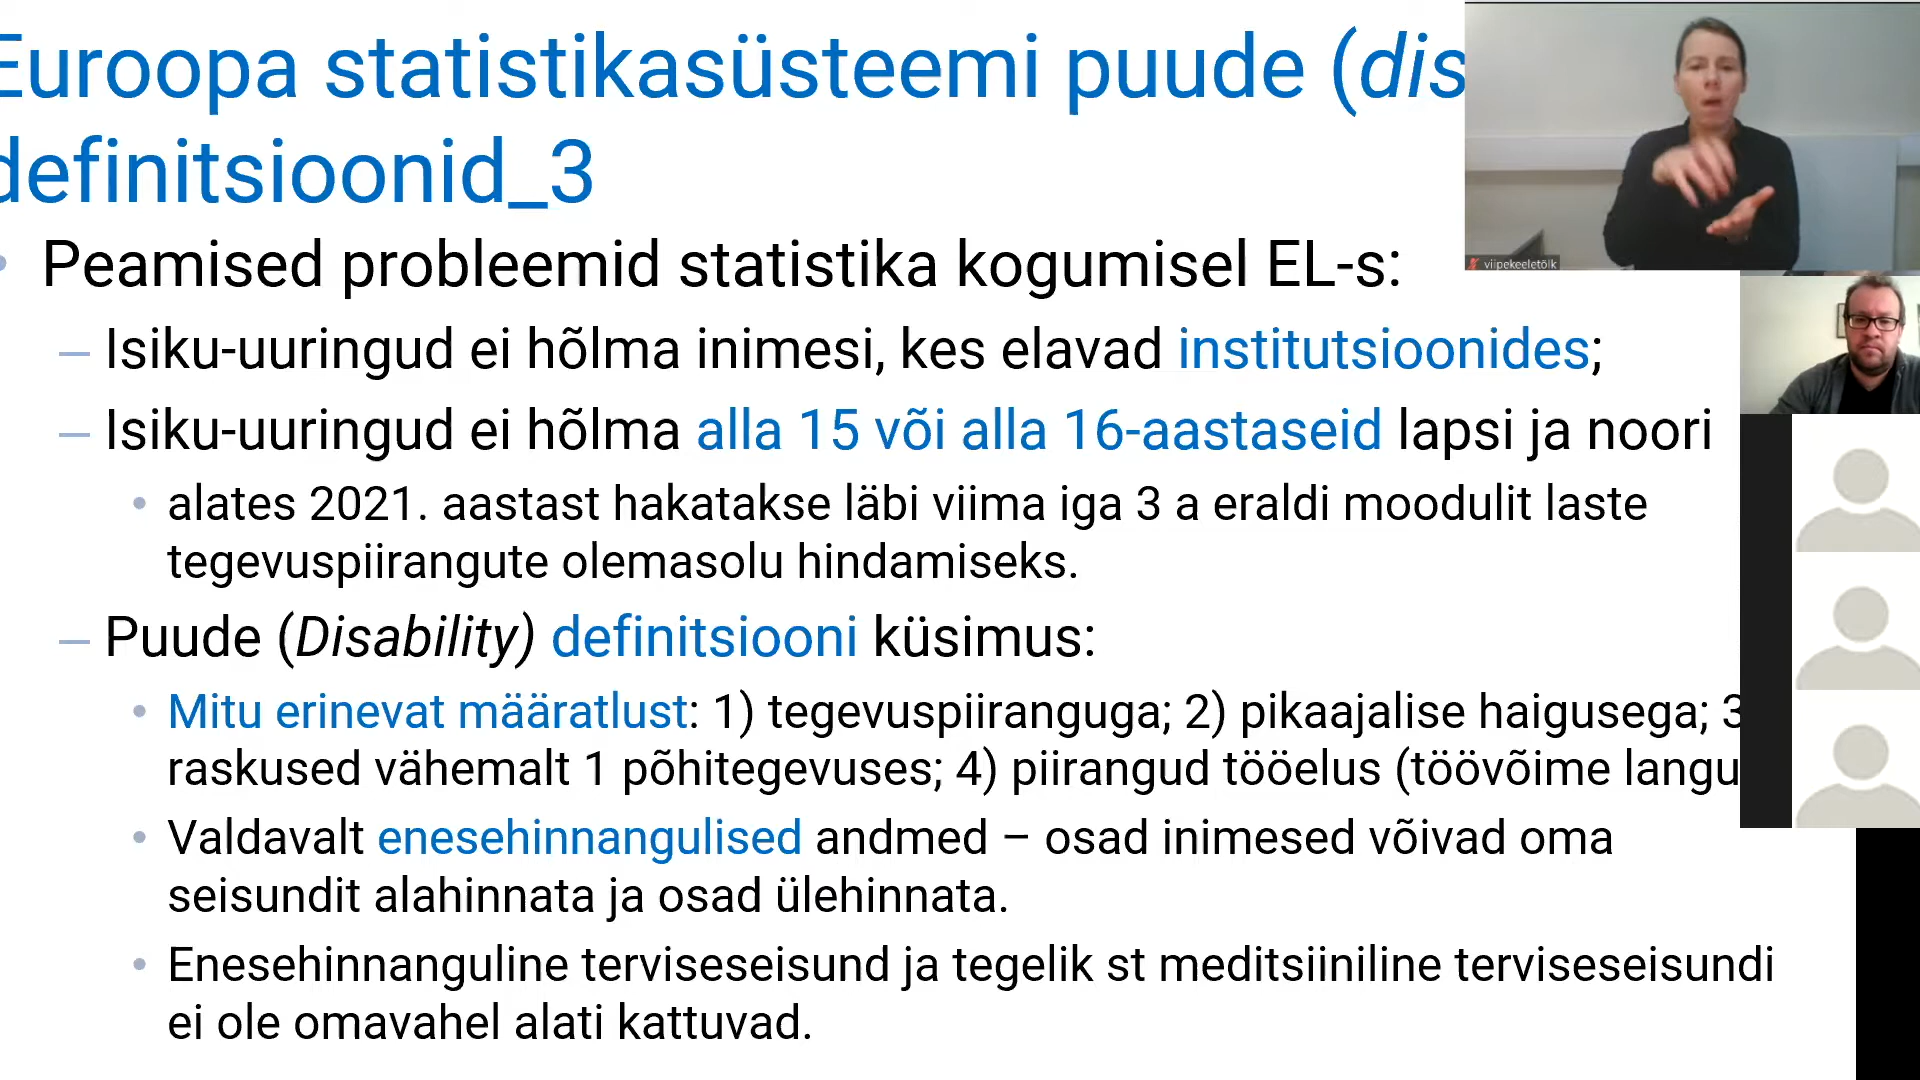 Euroopa statistikasüsteemi puude (dis
definitsioonid_3
viipekeeletõlk
Peamised probleemid statistika kogumisel EL-s:
– Isiku-uuringud ei hõlma inimesi, kes elavad institutsioonides;
– Isiku-uuringud ei hõlma alla 15 või alla 16-aastaseid lapsi ja noori
• alates 2021. aastast hakatakse läbi viima iga 3 a eraldi moodulit laste
tegevuspiirangute olemasolu hindamiseks.
– Puude (Disability) definitsiooni küsimus:
• Mitu erinevat määratlust: 1) tegevuspiiranguga; 2) pikaajalise haigusega; 3
raskused vähemalt 1 põhitegevuses; 4) piirangud tööelus (töövõime langu
• Valdavalt enesehinnangulised andmed – osad inimesed võivad oma
seisundit alahinnata ja osad ülehinnata.
• Enesehinnanguline terviseseisund ja tegelik st meditsiiniline terviseseisundi
ei ole omavahel alati kattuvad.